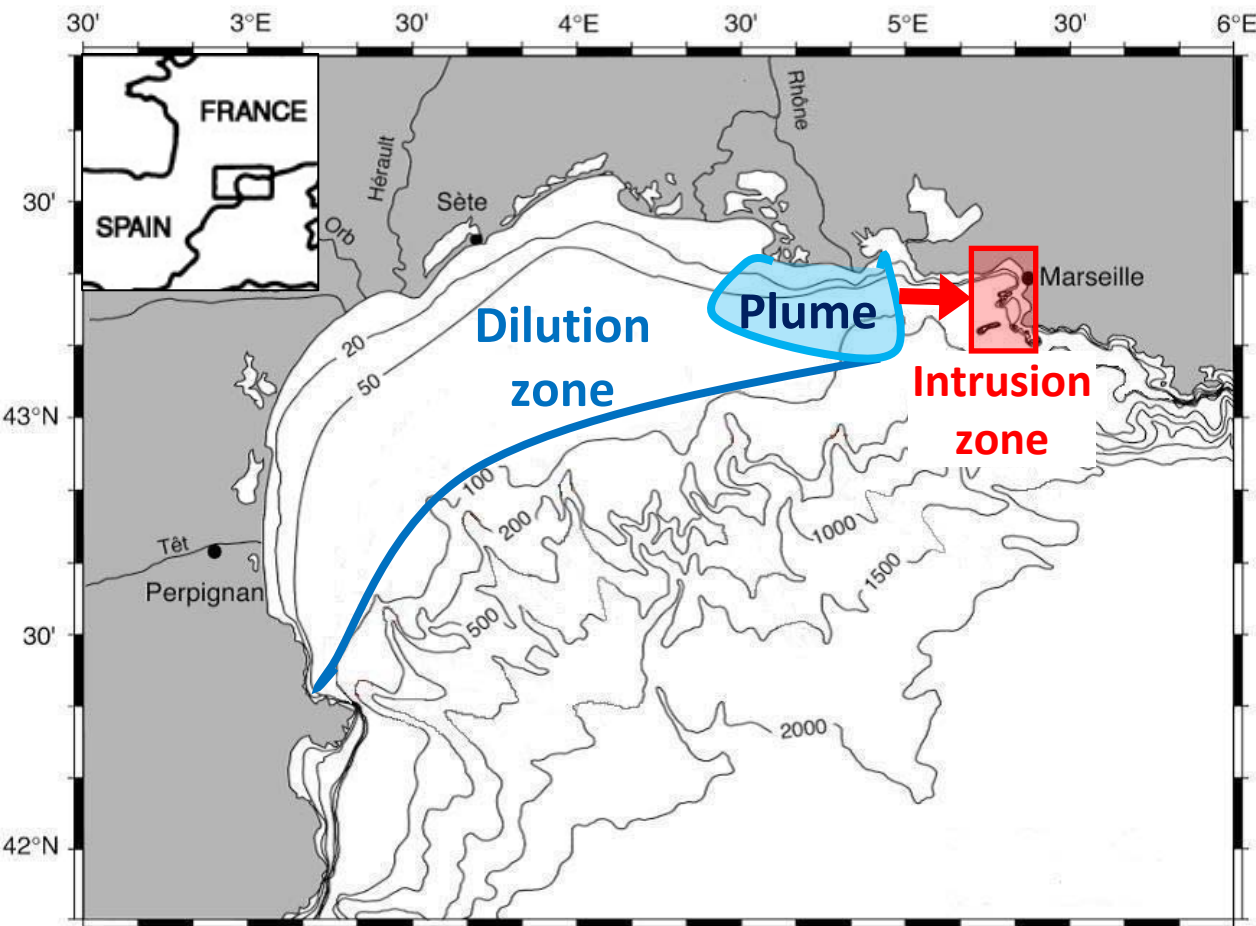 30'
3°E
30'
4°E
30'
5°E
30'
6°E
FRANCE
SPAIN
Hérault
Orb
Sète
Rhône
30'
Marseille
Plume
Dilution
zone
Intrusion
zone
20
50
43°N
100
200
1000
1500
Têt
Perpignan
500
30'
2000
42°N